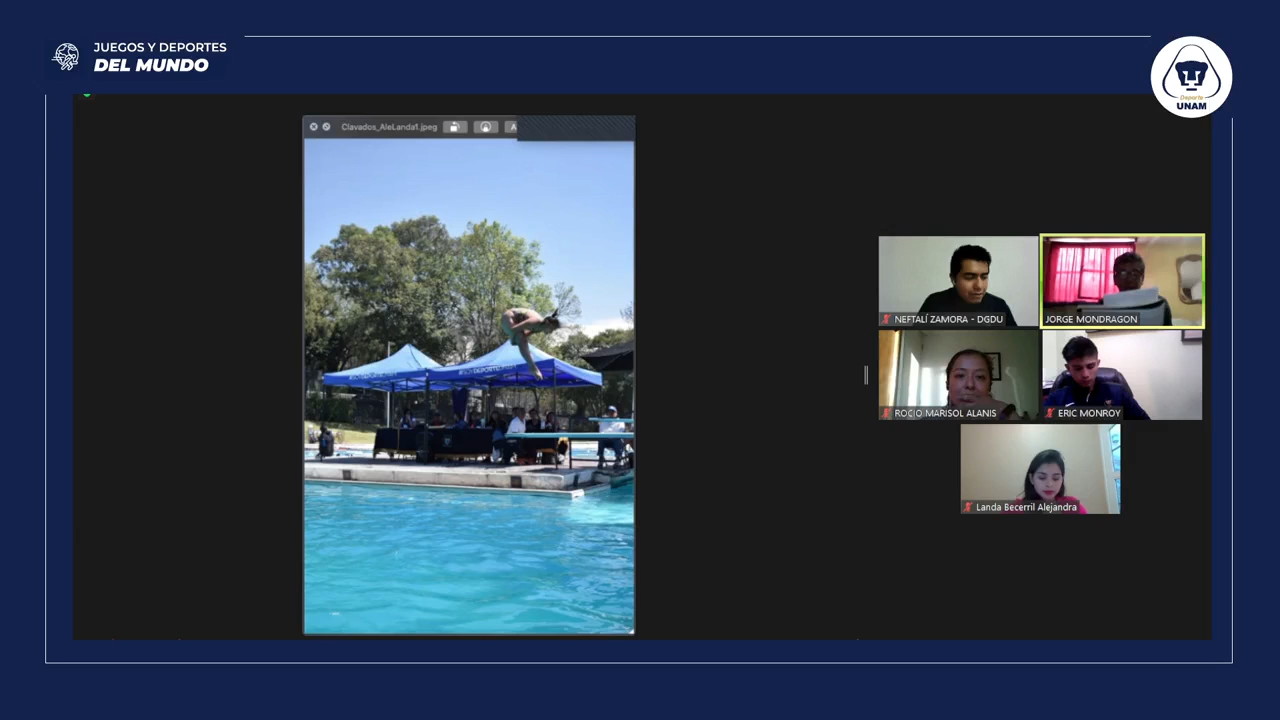 JUEGOS Y DEPORTES
DEL MUNDO
Deporte
UNAM
Clavados_AleLanda1.jpeg
A
NEFTALÍ ZAMORA - DGDU
JORGE MONDRAGON
ROCIO MARISOL ALANIS
ERIC MONROY
Landa Becerril Alejandra